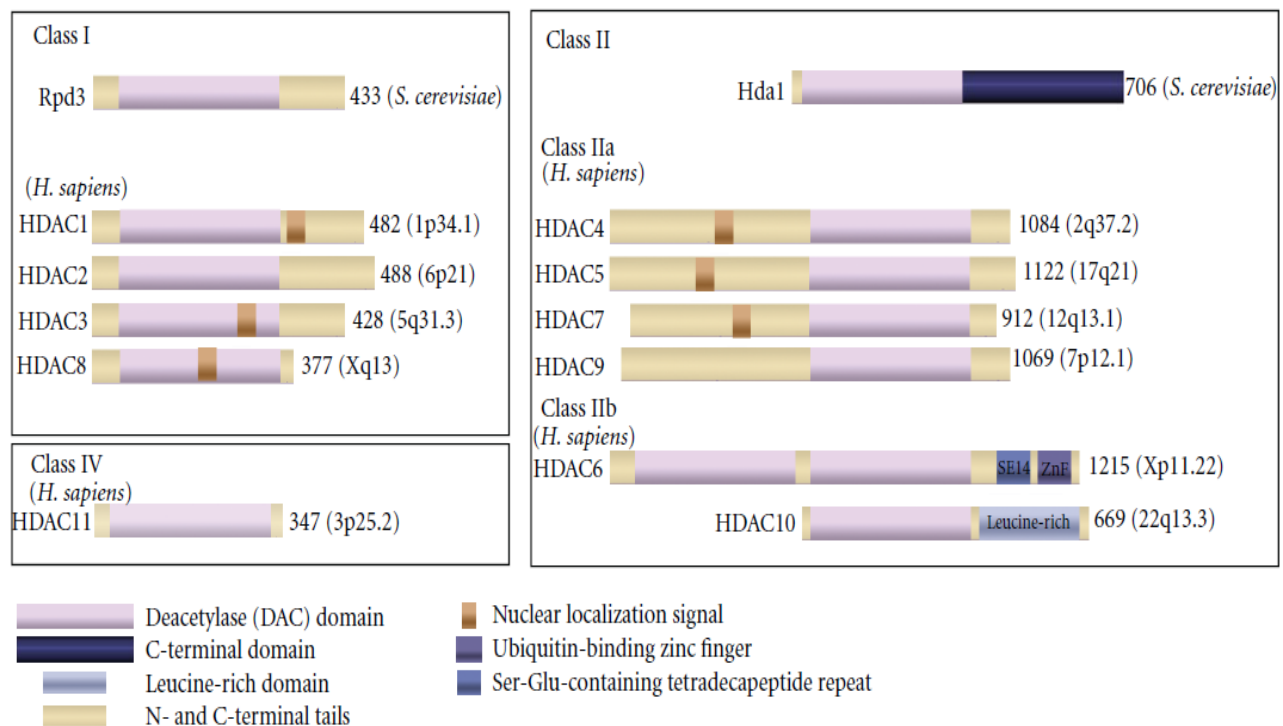 Class I
Rpd3 433 (S. cerevisiae)
(H. sapiens)
HDAC1 482 (1p34.1)
HDAC2 488 (6p21)
HDAC3 428 (5q31.3)
HDAC8 377 (Xq13)
Class IV
(H. sapiens)
HDAC11 347 (3p25.2)
Class II
Hda1 706 (S. cerevisiae)
Class IIa
(H. sapiens)
HDAC4 1084 (2q37.2)
HDAC5 1122 (17q21)
HDAC7 912 (12q13.1)
HDAC9 1069 (7p12.1)
Class IIb
(H. sapiens)
HDAC6 SE14 ZnF 1215 (Xp11.22)
HDAC10 Leucine-rich 669 (22q13.3)
Deacetylase (DAC) domain
C-terminal domain
Leucine-rich domain
N- and C-terminal tails
Nuclear localization signal
Ubiquitin-binding zinc finger
Ser-Glu-containing tetradecapeptide repeat